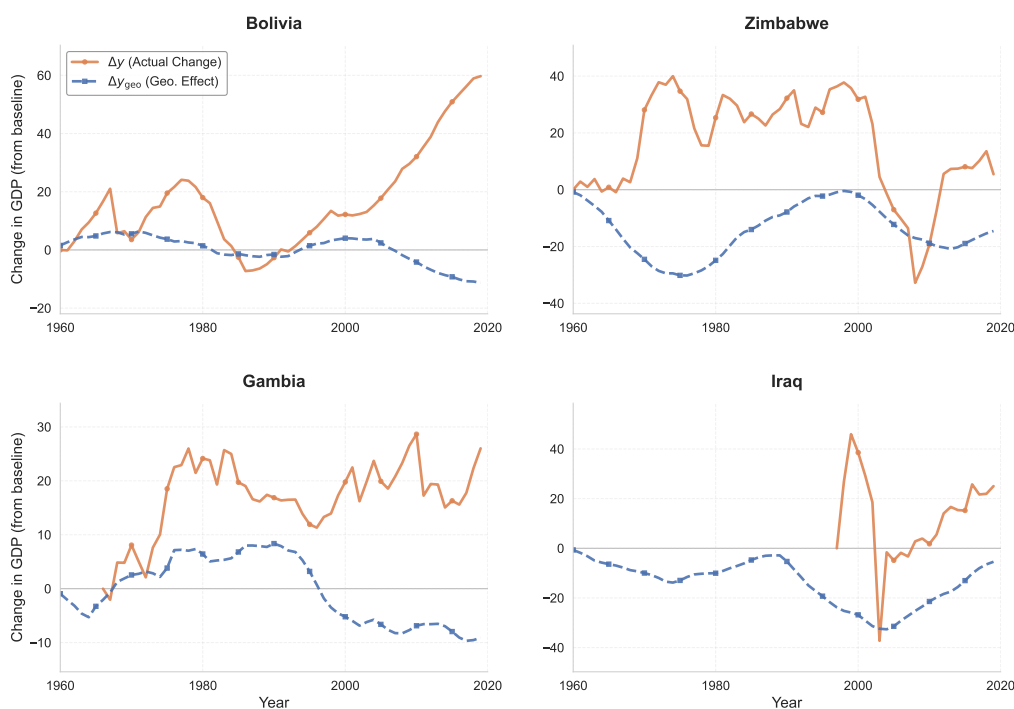 Bolivia
Change in GDP (from baseline)
Δy (Actual Change)
Δy_geo (Geo. Effect)
60
40
20
0
−20
1960 1980 2000 2020
Zimbabwe
40
20
0
−20
−40
1960 1980 2000 2020
Gambia
Change in GDP (from baseline)
30
20
10
0
−10
1960 1980 2000 2020
Year
Iraq
40
20
0
−20
−40
1960 1980 2000 2020
Year